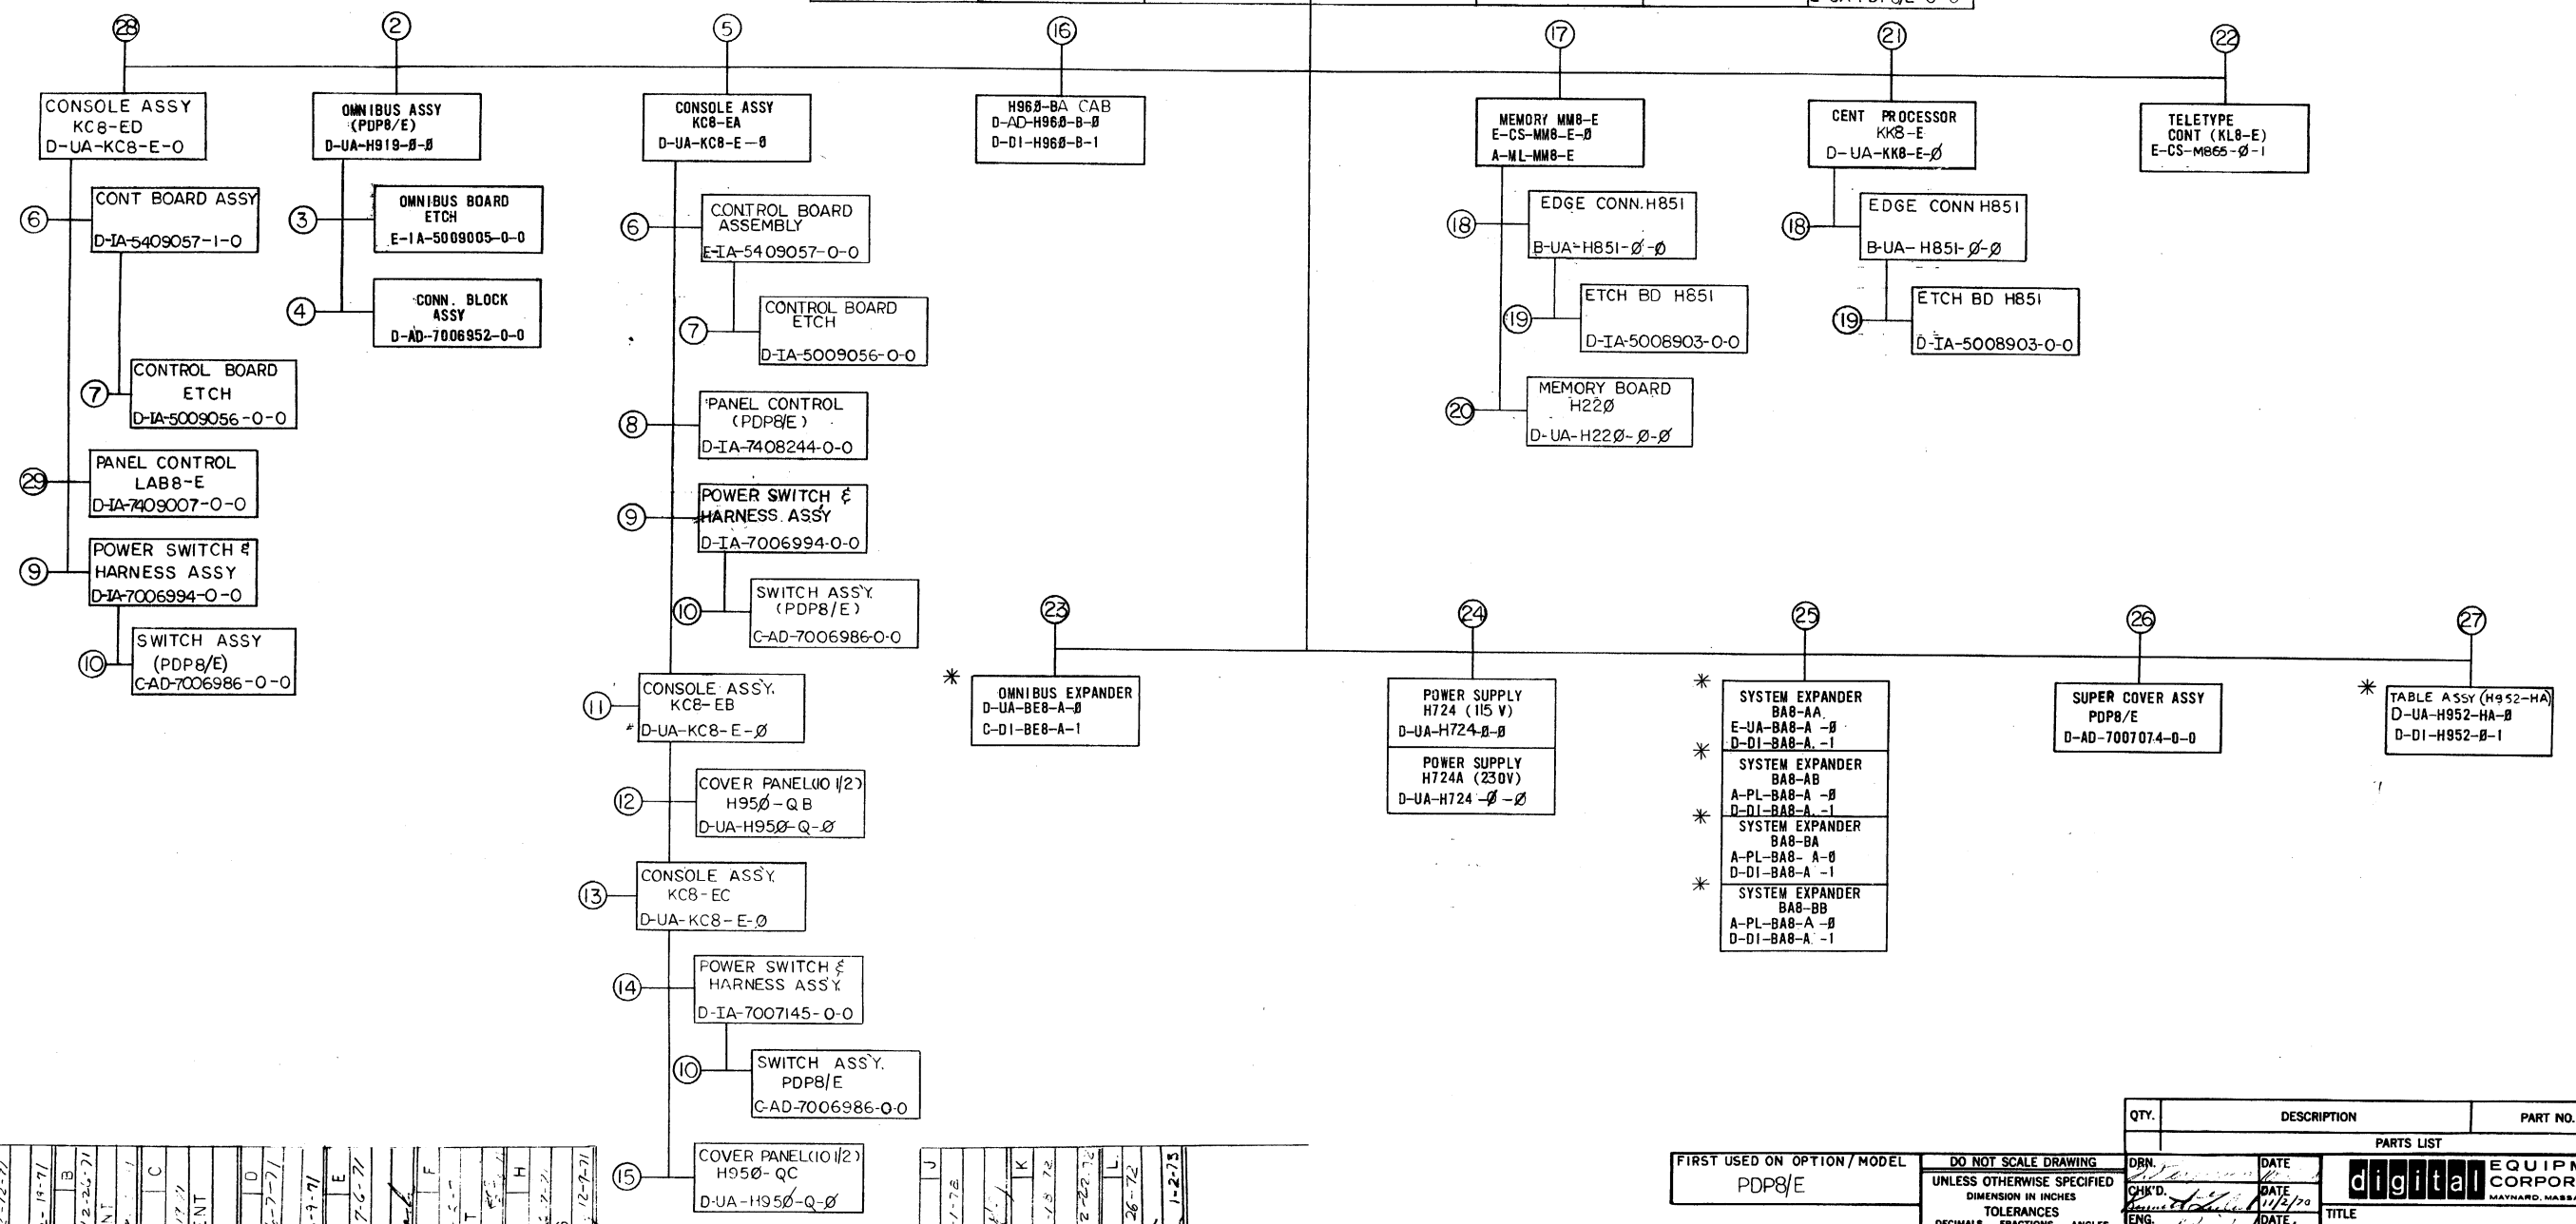 28
2
5
16
17
21
22
CONSOLE ASSY
KC8-ED
D-UA-KC8-E-O
OMNIBUS ASSY
(PDP8/E)
D-UA-H919-Ø-Ø
CONSOLE ASSY
KC8-EA
D-UA-KC8-E-Ø
H96Ø-BA CAB
D-AD-H96Ø-B-Ø
D-DI-H96Ø-B-1
MEMORY MM8-E
E-CS-MM8-E-Ø
A-ML-MM8-E
CENT PROCESSOR
KK8-E
D-UA-KK8-E-Ø
TELETYPE
CONT (KL8-E)
E-CS-M865-Ø-1
6
CONT BOARD ASSY
D-IA-5409057-1-0
7
CONTROL BOARD
ETCH
D-IA-5009056-0-0
29
PANEL CONTROL
LAB8-E
D-IA-7409007-0-0
9
POWER SWITCH &
HARNESS ASSY
D-IA-7006994-0-0
10
SWITCH ASSY
(PDP8/E)
C-AD-7006986-0-0
3
OMNIBUS BOARD
ETCH
E-IA-5009005-0-0
4
CONN. BLOCK
ASSY
D-AD-7006952-0-0
6
CONTROL BOARD
ASSEMBLY
E-IA-5409057-0-0
7
CONTROL BOARD
ETCH
D-IA-5009056-0-0
8
PANEL CONTROL
(PDP8/E)
D-IA-7408244-0-0
9
POWER SWITCH &
HARNESS ASSY
D-IA-7006994-0-0
10
SWITCH ASS'Y.
(PDP8/E)
C-AD-7006986-0-0
11
CONSOLE ASS'Y.
KC8-EB
D-UA-KC8-E-Ø
12
COVER PANEL(10 1/2)
H95Ø-QB
D-UA-H95Ø-Q-Ø
13
CONSOLE ASS'Y.
KC8-EC
D-UA-KC8-E-Ø
14
POWER SWITCH &
HARNESS ASS'Y.
D-IA-7007145-0-0
10
SWITCH ASS'Y.
PDP8/E
C-AD-7006986-0-0
15
COVER PANEL(10 1/2)
H95Ø-QC
D-UA-H95Ø-Q-Ø
18
EDGE CONN. H851
B-UA-H851-Ø-Ø
19
ETCH BD H851
D-IA-5008903-0-0
20
MEMORY BOARD
H22Ø
D-UA-H22Ø-Ø-Ø
18
EDGE CONN H851
B-UA-H851-Ø-Ø
19
ETCH BD H851
D-IA-5008903-0-0
23
24
25
26
27
*
OMNIBUS EXPANDER
D-UA-BE8-A-Ø
C-DI-BE8-A-1
POWER SUPPLY
H724 (115 V)
D-UA-H724-Ø-Ø
POWER SUPPLY
H724A (230V)
D-UA-H724-Ø-Ø
*
SYSTEM EXPANDER
BA8-AA
E-UA-BA8-A-Ø
D-DI-BA8-A-1
*
SYSTEM EXPANDER
BA8-AB
A-PL-BA8-A-Ø
D-DI-BA8-A-1
*
SYSTEM EXPANDER
BA8-BA
A-PL-BA8-A-Ø
D-DI-BA8-A-1
*
SYSTEM EXPANDER
BA8-BB
A-PL-BA8-A-Ø
D-DI-BA8-A-1
SUPER COVER ASSY
PDP8/E
D-AD-7007074-0-0
*
TABLE ASSY (H952-HA)
D-UA-H952-HA-Ø
D-DI-H952-Ø-1
B
C
D
E
F
H
J
K
L
1-2-73
QTY.
DESCRIPTION
PART NO.
PARTS LIST
FIRST USED ON OPTION/MODEL
PDP8/E
DO NOT SCALE DRAWING
UNLESS OTHERWISE SPECIFIED
DIMENSION IN INCHES
TOLERANCES
DECIMALS FRACTIONS ANGLES
DRN.
DATE
CHK'D.
DATE
11/2/70
ENG.
DATE
digital
EQUIPM
CORPOR
MAYNARD, MASSA
TITLE